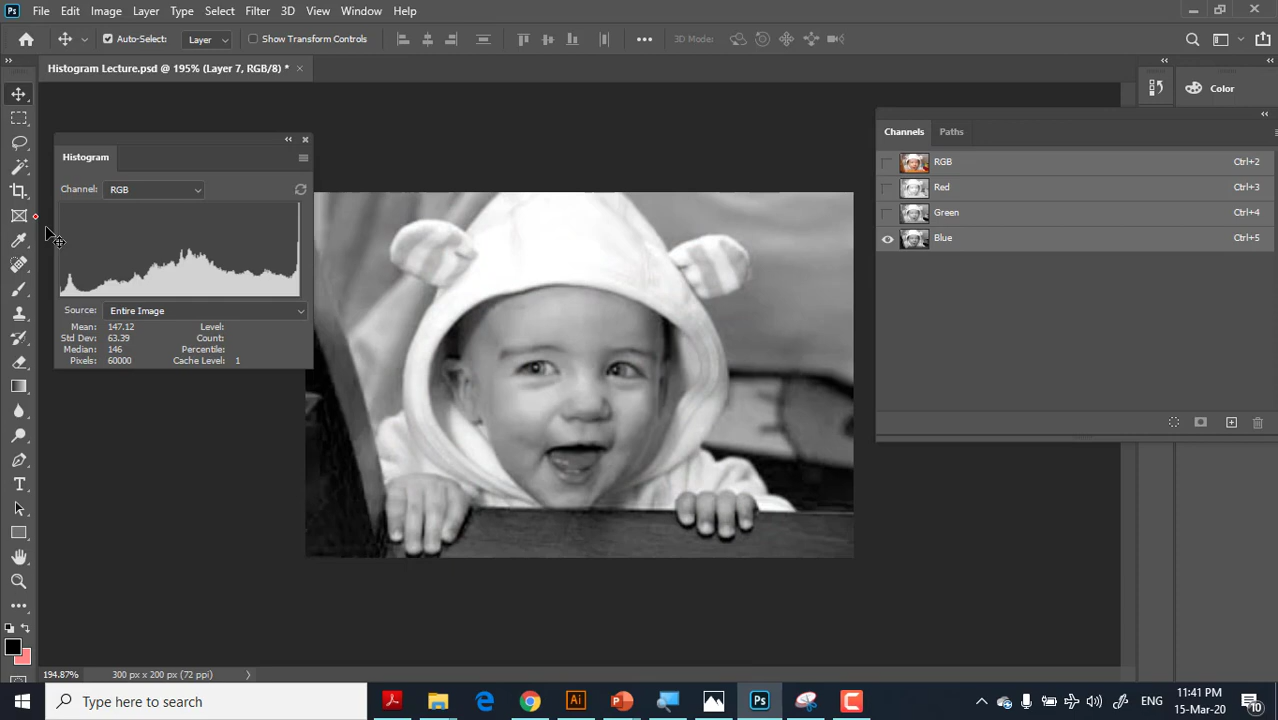 Ps File Edit Image Layer Type Select Filter 3D View Window Help
Auto-Select: Layer Show Transform Controls 3D Mode:
Histogram Lecture.psd @ 195% (Layer 7, RGB/8) * ×
Color
Histogram
Channel: RGB
Source: Entire Image
Mean: 147.12 Level:
Std Dev: 63.39 Count:
Median: 146 Percentile:
Pixels: 60000 Cache Level: 1
Channels Paths
RGB Ctrl+2
Red Ctrl+3
Green Ctrl+4
Blue Ctrl+5
T
194.87% 300 px x 200 px (72 ppi)
Type here to search
Ai
Ps
ENG
11:41 PM
15-Mar-20
10